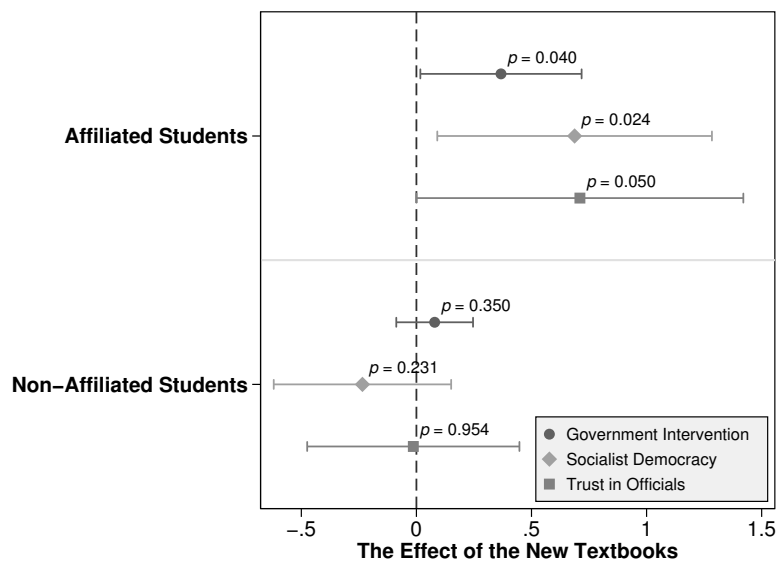 p = 0.040
p = 0.024
Affiliated Students
p = 0.050
p = 0.350
p = 0.231
Non−Affiliated Students
p = 0.954
Government Intervention
Socialist Democracy
Trust in Officials
−.5 0 .5 1 1.5
The Effect of the New Textbooks